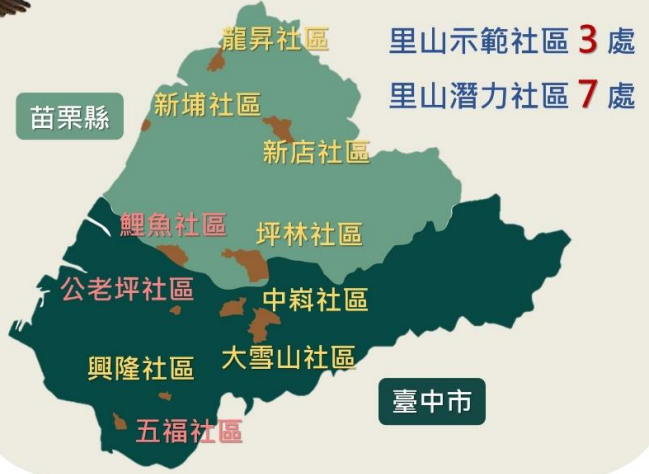 龍昇社區
里山示範社區 3 處
里山潛力社區 7 處
苗栗縣
新埔社區
新店社區
鯉魚社區
坪林社區
公老坪社區
中嵙社區
興隆社區
大雪山社區
臺中市
五福社區